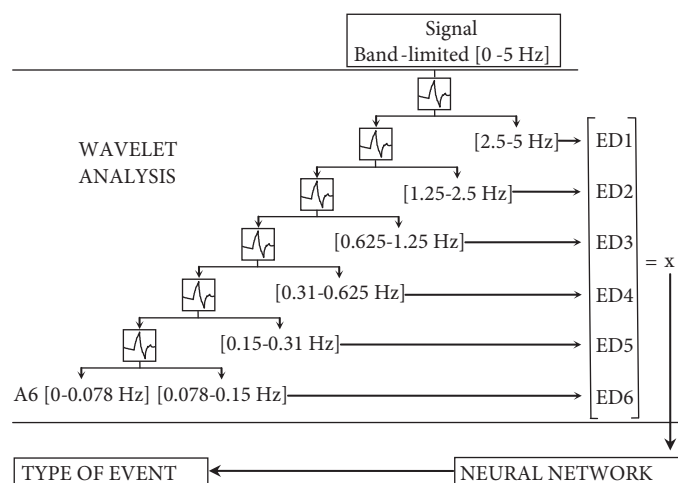 Signal
Band-limited [0 -5 Hz]
WAVELET
ANALYSIS
[2.5-5 Hz] ED1
[1.25-2.5 Hz] ED2
[0.625-1.25 Hz] ED3
= x
[0.31-0.625 Hz] ED4
[0.15-0.31 Hz] ED5
A6 [0-0.078 Hz] [0.078-0.15 Hz] ED6
TYPE OF EVENT NEURAL NETWORK